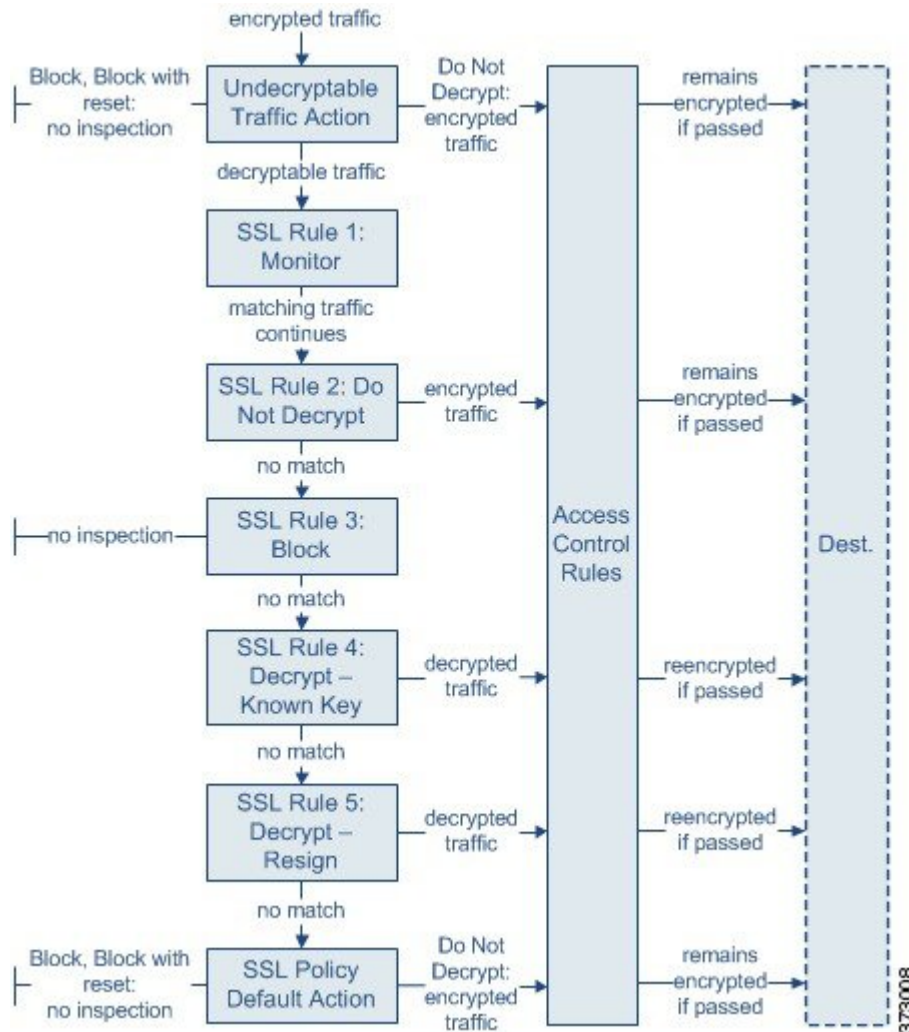 encrypted traffic
Block, Block with
reset:
no inspection
Undecryptable
Traffic Action
Do Not
Decrypt:
encrypted
traffic
remains
encrypted
if passed
decryptable traffic
SSL Rule 1:
Monitor
matching traffic
continues
SSL Rule 2: Do
Not Decrypt
encrypted
traffic
remains
encrypted
if passed
no match
no inspection
SSL Rule 3:
Block
Access
Control
Rules
Dest.
no match
SSL Rule 4:
Decrypt –
Known Key
decrypted
traffic
reencrypted
if passed
no match
SSL Rule 5:
Decrypt –
Resign
decrypted
traffic
reencrypted
if passed
no match
Block, Block with
reset:
no inspection
SSL Policy
Default Action
Do Not
Decrypt:
encrypted
traffic
remains
encrypted
if passed
373008